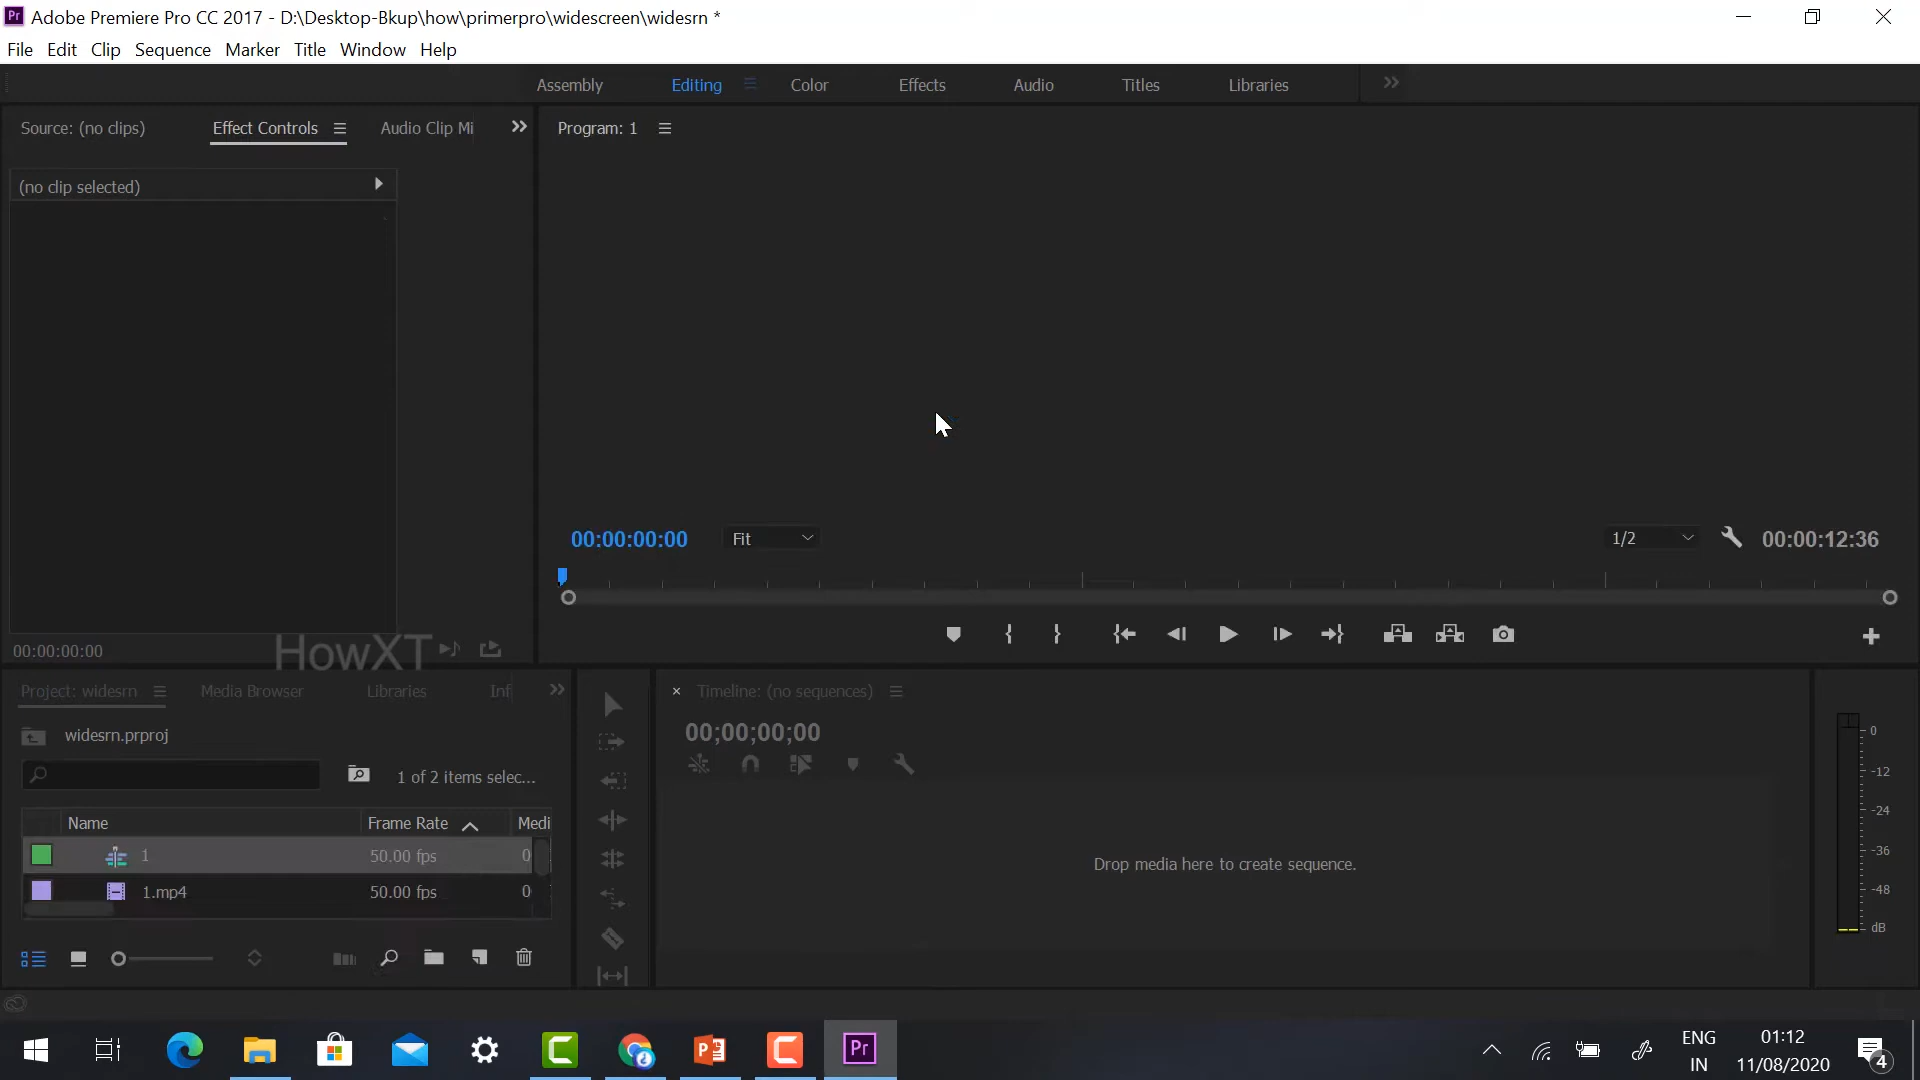 Adobe Premiere Pro CC 2017 - D:\Desktop-Bkup\how\primerpro\widescreen\widesrn *
File Edit Clip Sequence Marker Title Window Help
Assembly Editing Color Effects Audio Titles Libraries
Source: (no clips) Effect Controls Audio Clip Mi
Program: 1
(no clip selected)
00:00:00:00 Fit 1/2 00:00:12:36
00:00:00:00
HowXT
Project: widesrn Media Browser Libraries Inf
Timeline: (no sequences)
00;00;00;00
widesrn.prproj
1 of 2 items selec...
Name Frame Rate Medi
1 50.00 fps 0
1.mp4 50.00 fps 0
Drop media here to create sequence.
0
-12
-24
-36
-48
dB
Pr
ENG
IN
01:12
11/08/2020
4